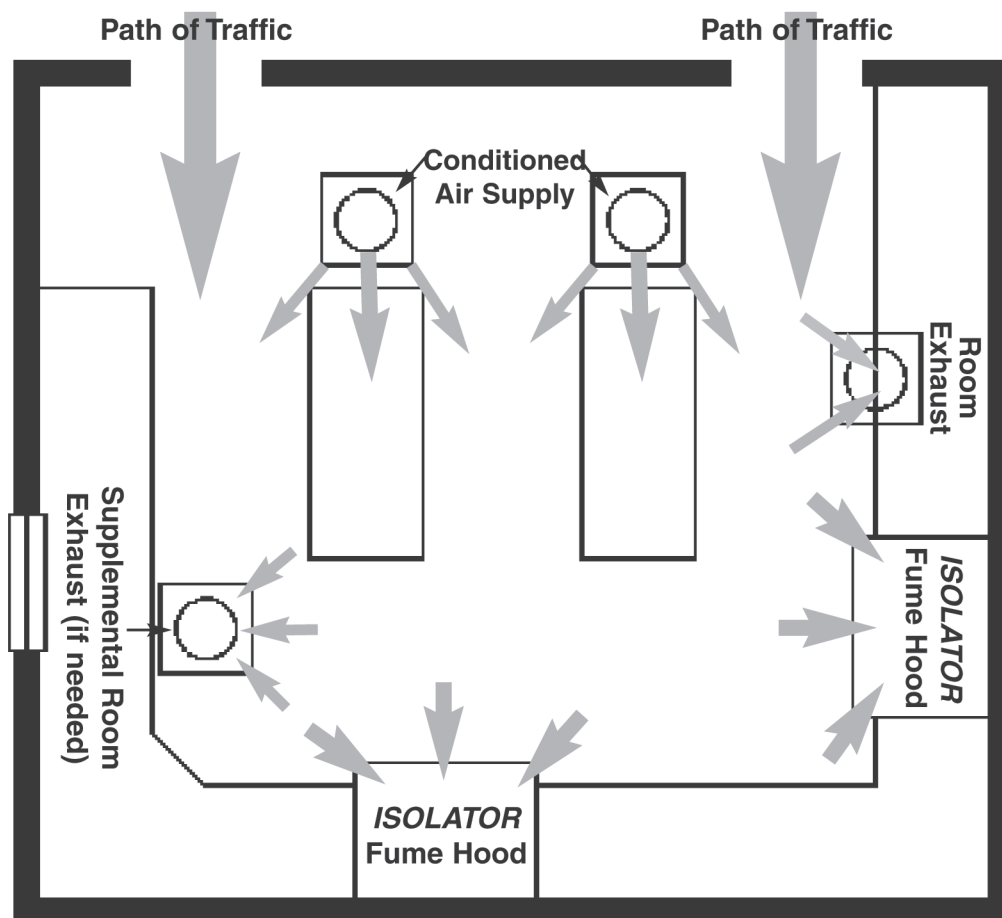 Path of Traffic
Path of Traffic
Conditioned
Air Supply
Room
Exhaust
Supplemental Room
Exhaust (if needed)
ISOLATOR
Fume Hood
ISOLATOR
Fume Hood